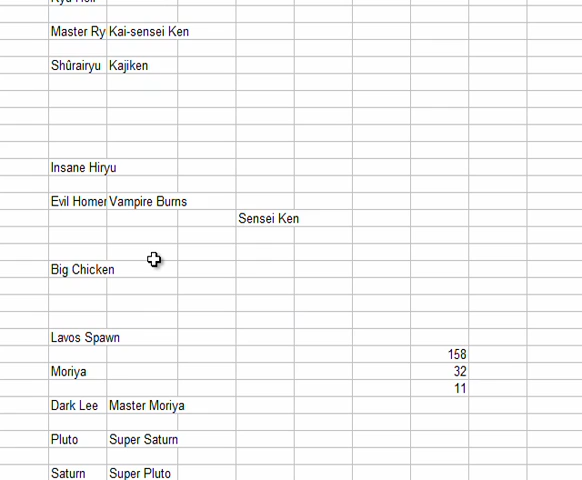 Master Ry Kai-sensei Ken
Shûrairyu Kajiken
Insane Hiryu
Evil Homer Vampire Burns
Sensei Ken
Big Chicken
Lavos Spawn
158
Moriya 32
11
Dark Lee Master Moriya
Pluto Super Saturn
Saturn Super Pluto